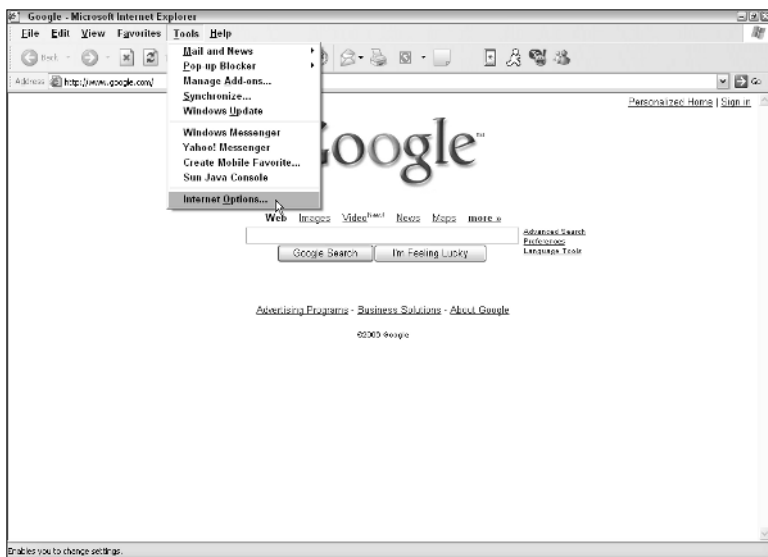 Google - Microsoft Internet Explorer
File Edit View Favorites Tools Help
Back
Address http://www.google.com/ Go
Mail and News
Pop-up Blocker
Manage Add-ons...
Synchronize...
Windows Update
Windows Messenger
Yahoo! Messenger
Create Mobile Favorite...
Sun Java Console
Internet Options...
Personalized Home | Sign in
Google
Web Images Video New! News Maps more »
Advanced Search
Preferences
Language Tools
Google Search I'm Feeling Lucky
Advertising Programs - Business Solutions - About Google
Google
Enables you to change settings.